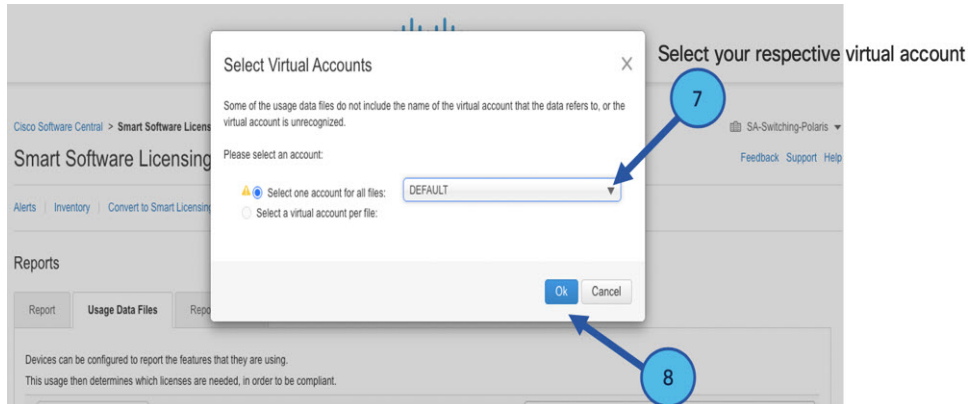 Select your respective virtual account
Select Virtual Accounts
X
Some of the usage data files do not include the name of the virtual account that the data refers to, or the
virtual account is unrecognized.
Please select an account:
Select one account for all files:
DEFAULT
Select a virtual account per file:
Ok
Cancel
7
8
Cisco Software Central > Smart Software Licens
SA-Switching-Polaris
Smart Software Licensing
Feedback Support Help
Alerts | Inventory | Convert to Smart Licensing
Reports
Report
Usage Data Files
Repo
Devices can be configured to report the features that they are using.
This usage then determines which licenses are needed, in order to be compliant.